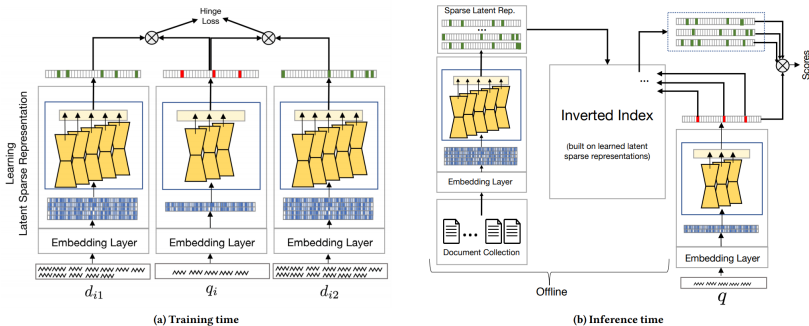 Hinge
Loss
Learning
Latent Sparse Representation
Embedding Layer
Embedding Layer
Embedding Layer
d_{i1}
q_i
d_{i2}
(a) Training time
Sparse Latent Rep.
...
Embedding Layer
Document Collection
Offline
Inverted Index
(built on learned latent
sparse representations)
...
Scores
Embedding Layer
q
(b) Inference time